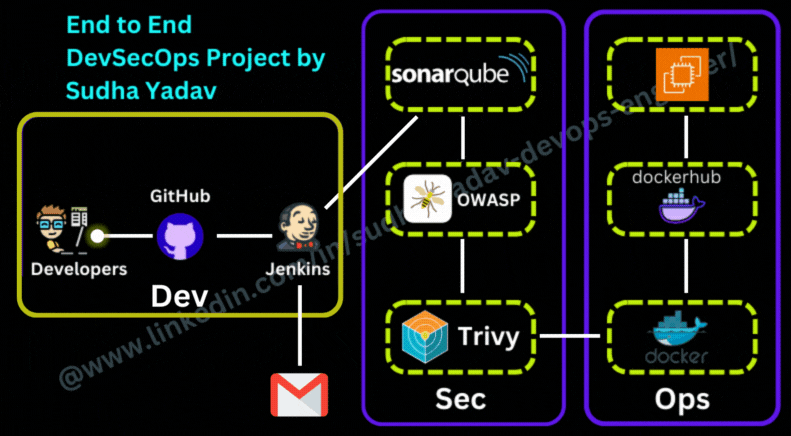 End to End
DevSecOps Project by
Sudha Yadav
GitHub
Developers
Jenkins
Dev
sonarqube
OWASP
Trivy
Sec
dockerhub
docker
Ops
@www.linkedin.com/in/sudha-yadav-devops-engineer/